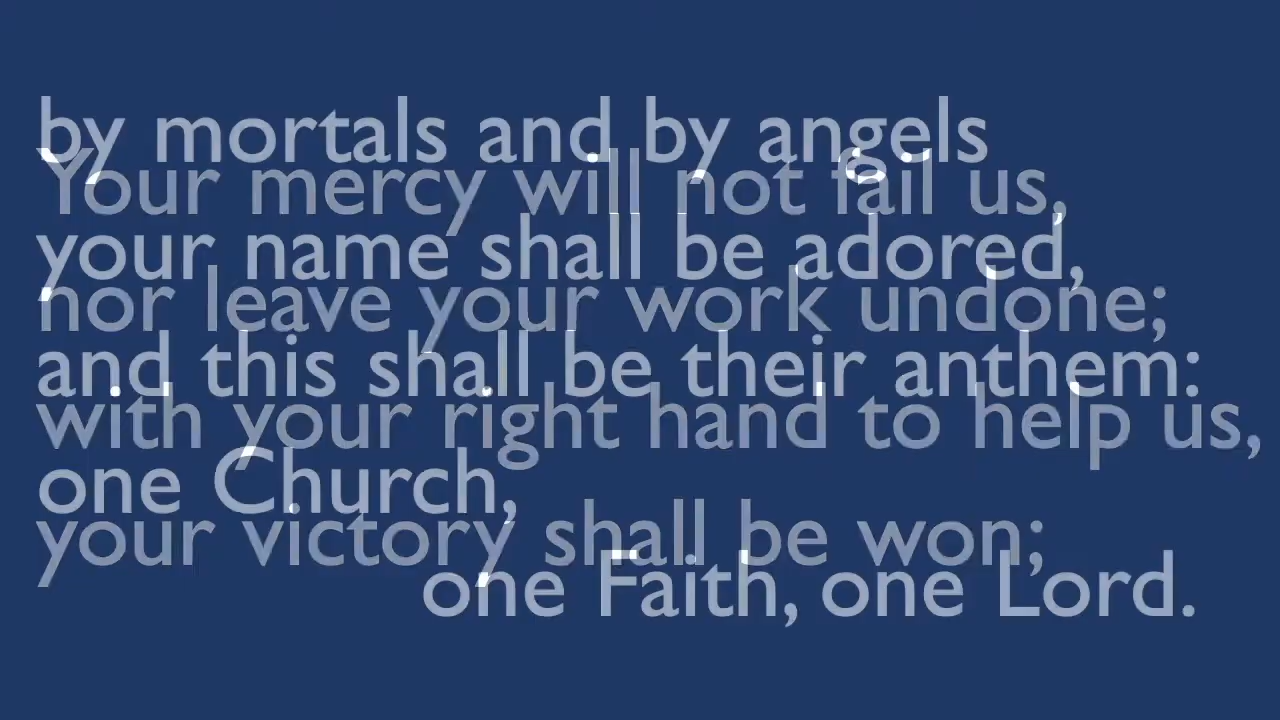 by mortals and by angels
Your mercy will not fail us,
your name shall be adored,
nor leave your work undone;
and this shall be their anthem:
with your right hand to help us,
one Church,
your victory shall be won;
one Faith, one Lord.